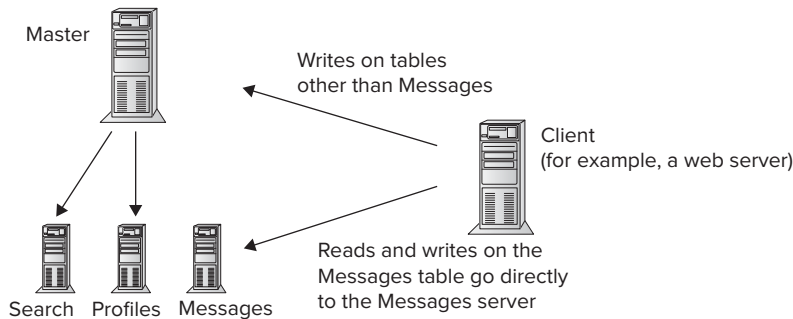 Master
Writes on tables
other than Messages
Client
(for example, a web server)
Reads and writes on the
Messages table go directly
to the Messages server
Search Profiles Messages